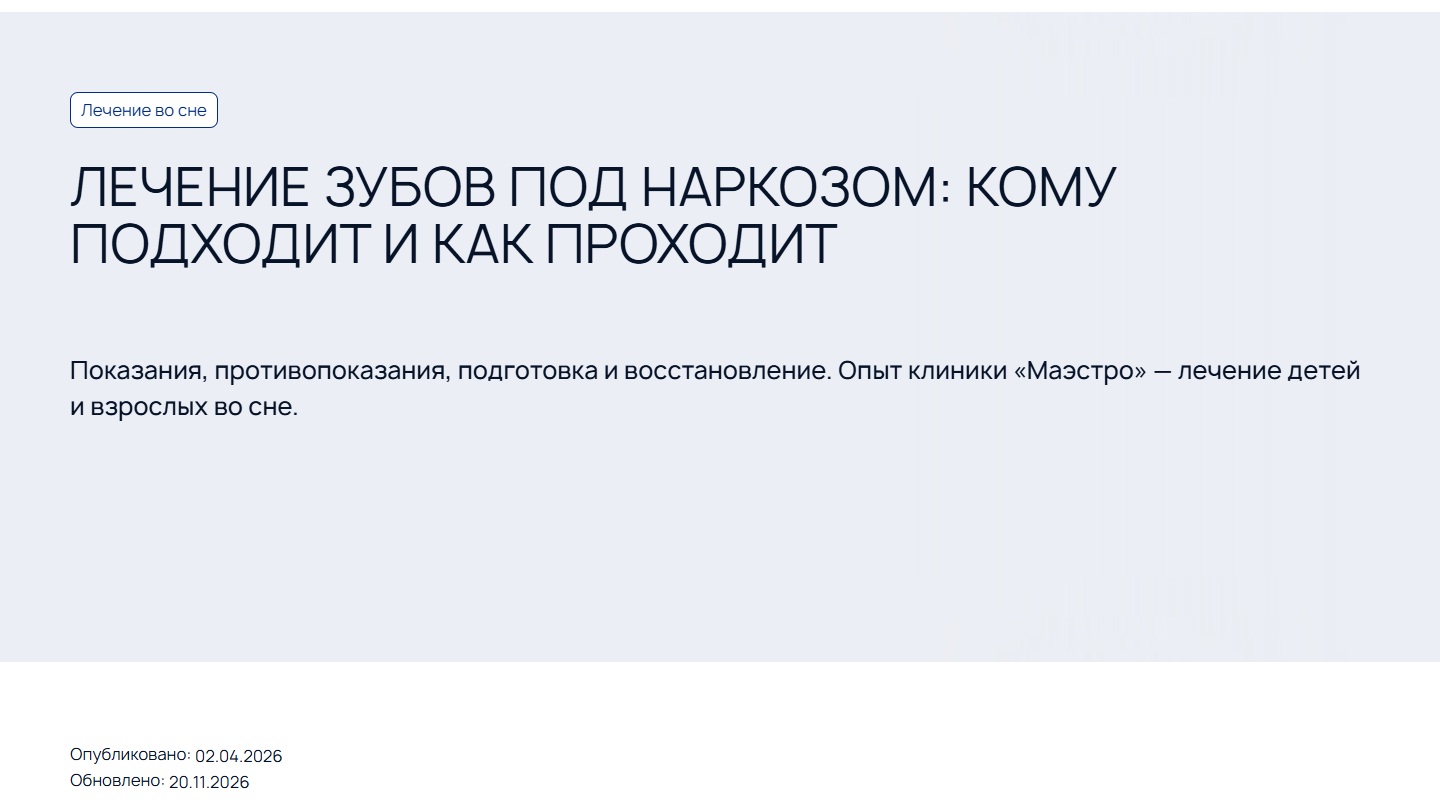 Лечение во сне
ЛЕЧЕНИЕ ЗУБОВ ПОД НАРКОЗОМ: КОМУ
ПОДХОДИТ И КАК ПРОХОДИТ
Показания, противопоказания, подготовка и восстановление. Опыт клиники «Маэстро» — лечение детей
и взрослых во сне.
Опубликовано: 02.04.2026
Обновлено: 20.11.2026